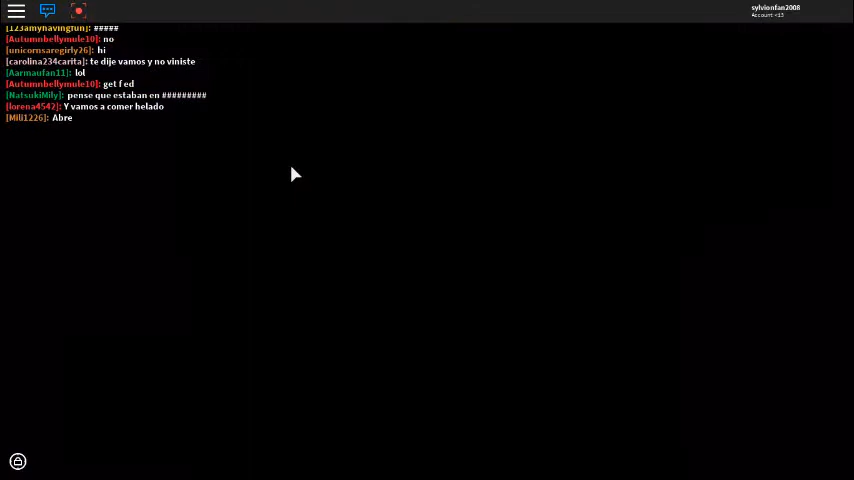 sylvionfan2008
Account <13
[123amyhavingfun]: #####
[Autumnbellymule10]: no
[unicornsaregirly26]: hi
[carolina234carita]: te dije vamos y no viniste
[Aarmaufan11]: lol
[Autumnbellymule10]: get f ed
[NatsukiMily]: pense que estaban en #########
[lorena4542]: Y vamos a comer helado
[Mili1226]: Abre